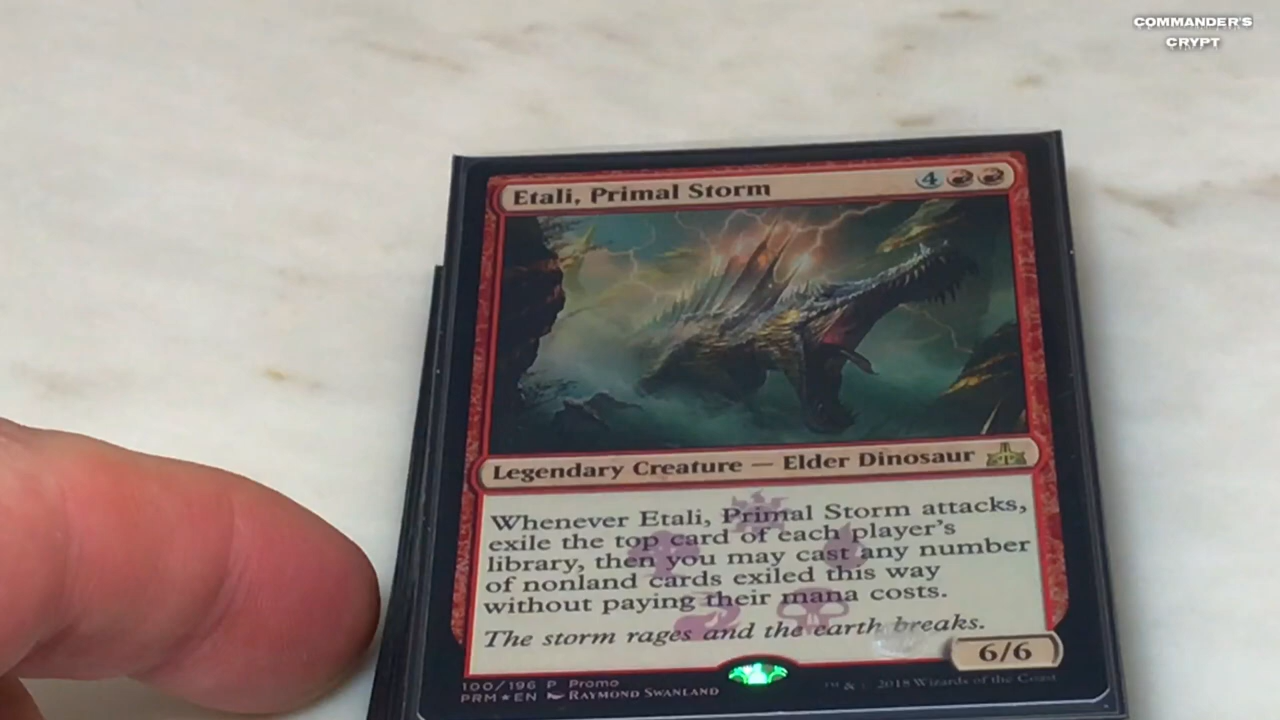 COMMANDER'S
CRYPT
Etali, Primal Storm
4
Legendary Creature — Elder Dinosaur
Whenever Etali, Primal Storm attacks,
exile the top card of each player's
library, then you may cast any number
of nonland cards exiled this way
without paying their mana costs.
The storm rages and the earth breaks.
6/6
100/196 P Promo
PRM★EN RAYMOND SWANLAND
™ & © 2018 Wizards of the Coast